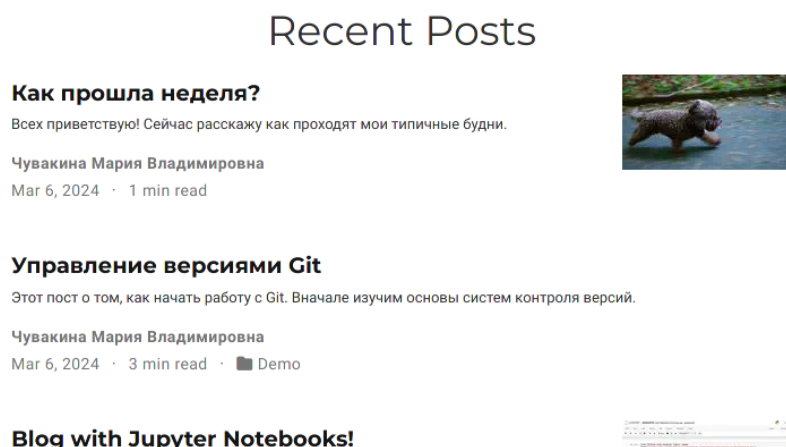 Recent Posts
Как прошла неделя?
Всех приветствую! Сейчас расскажу как проходят мои типичные будни.
Чувакина Мария Владимировна
Mar 6, 2024 · 1 min read
Управление версиями Git
Этот пост о том, как начать работу с Git. Вначале изучим основы систем контроля версий.
Чувакина Мария Владимировна
Mar 6, 2024 · 3 min read · Demo
Blog with Jupyter Notebooks!